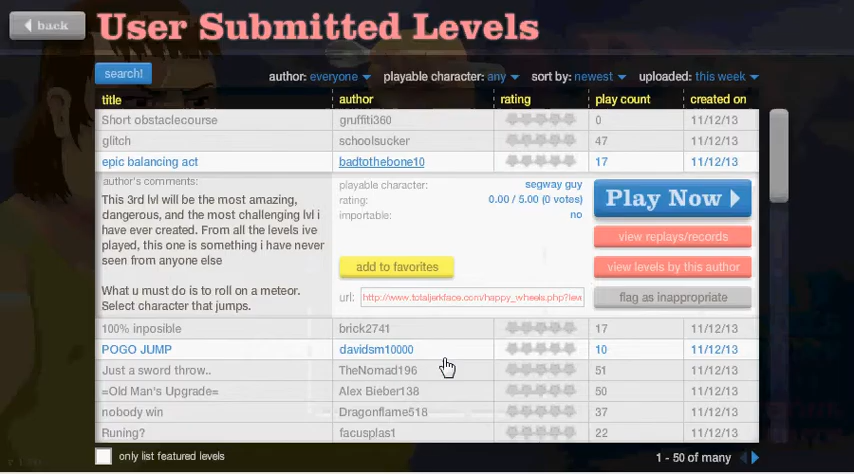 back
User Submitted Levels
search!
author: everyone playable character: any sort by: newest uploaded: this week
title author rating play count created on
Short obstaclecourse gruffiti360 0 11/12/13
glitch schoolsucker 47 11/12/13
epic balancing act badtothebone10 17 11/12/13
author's comments:
This 3rd lvl will be the most amazing,
dangerous, and the most challenging lvl i
have ever created. From all the levels ive
played, this one is something i have never
seen from anyone else
What u must do is to roll on a meteor.
Select character that jumps.
playable character: segway guy
rating: 0.00 / 5.00 (0 votes)
importable: no
add to favorites
url: http://www.totaljerkface.com/happy_wheels.php?lev
Play Now
view replays/records
view levels by this author
flag as inappropriate
100% inposible brick2741 17 11/12/13
POGO JUMP davidsm10000 10 11/12/13
Just a sword throw.. TheNomad196 51 11/12/13
=Old Man's Upgrade= Alex Bieber138 50 11/12/13
nobody win Dragonflame518 37 11/12/13
Runing? facusplas1 22 11/12/13
only list featured levels
1 - 50 of many